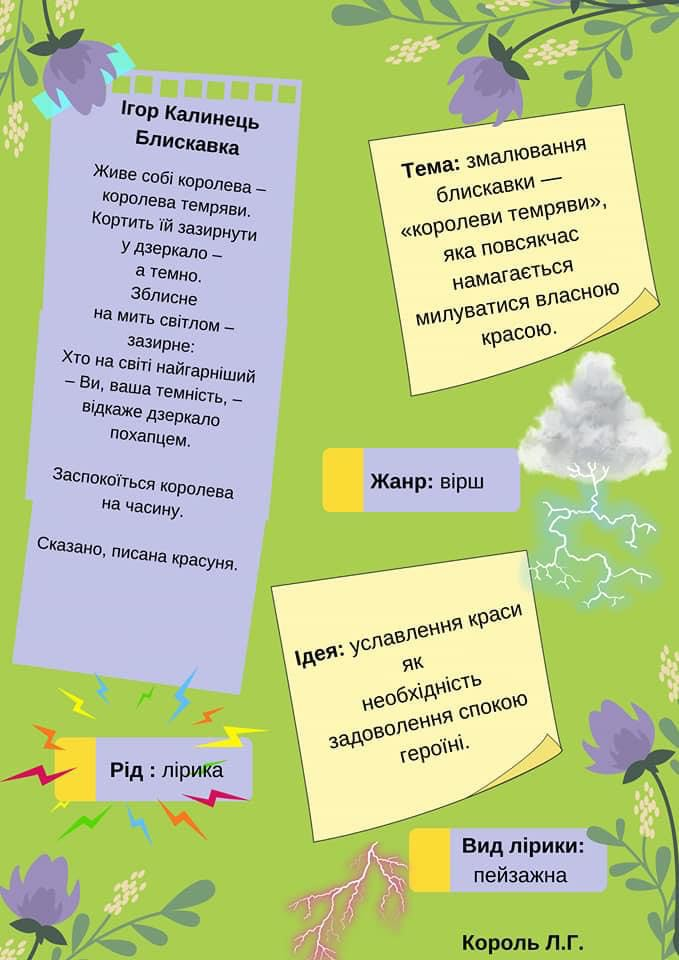 Ігор Калинець
Блискавка
Живе собі королева –
королева темряви.
Кортить їй зазирнути
у дзеркало –
а темно.
Зблисне
на мить світлом –
зазирне:
Хто на світі найгарніший
– Ви, ваша темність, –
відкаже дзеркало
похапцем.
Заспокоїться королева
на часину.
Сказано, писана красуня.
Тема: змалювання
блискавки —
«королеви темряви»,
яка повсякчас
намагається
милуватися власною
красою.
Жанр: вірш
Ідея: уславлення краси
як
необхідність
задоволення спокою
героїні.
Рід : лірика
Вид лірики:
пейзажна
Король Л.Г.